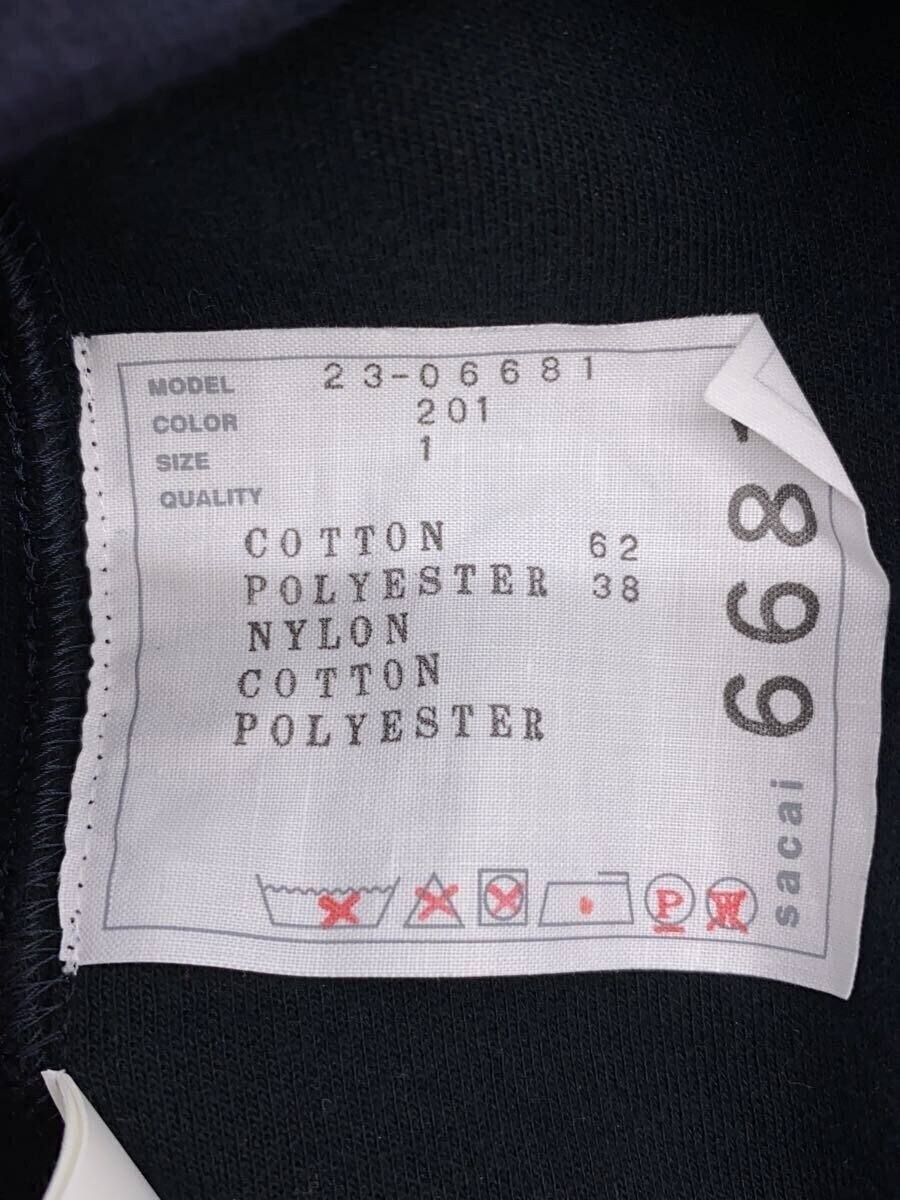 MODEL 23-06681
COLOR 201
SIZE 1
QUALITY
COTTON 62
POLYESTER 38
NYLON
COTTON
POLYESTER
P
W
sacai 668